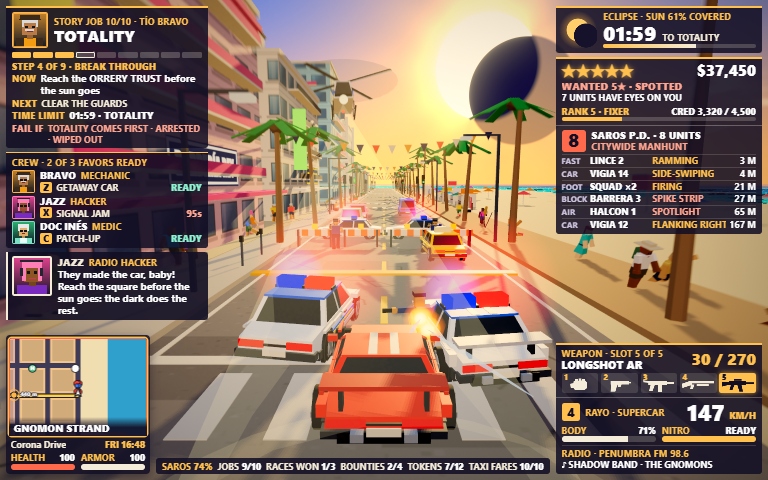 STORY JOB 10/10 · TÍO BRAVO
TOTALITY
STEP 4 OF 9 · BREAK THROUGH
NOW Reach the ORRERY TRUST before
the sun goes
NEXT CLEAR THE GUARDS
TIME LIMIT 01:59 · TOTALITY
FAIL IF TOTALITY COMES FIRST · ARRESTED
· WIPED OUT
CREW · 2 OF 3 FAVORS READY
BRAVO MECHANIC
Z GETAWAY CAR READY
JAZZ HACKER
X SIGNAL JAM 95s
DOC INÉS MEDIC
C PATCH-UP READY
JAZZ RADIO HACKER
They made the car, baby!
Reach the square before the
sun goes: the dark does the
rest.
GNOMON STRAND
Corona Drive FRI 16:48
HEALTH 100 ARMOR 100
SAROS 74% JOBS 9/10 RACES WON 1/3 BOUNTIES 2/4 TOKENS 7/12 TAXI FARES 10/10
ECLIPSE · SUN 61% COVERED
01:59 TO TOTALITY
$37,450
WANTED 5★ · SPOTTED
7 UNITS HAVE EYES ON YOU
RANK 5 · FIXER CRED 3,320 / 4,500
8 SAROS P.D. · 8 UNITS
CITYWIDE MANHUNT
FAST LINCE 2 RAMMING 3 M
CAR VIGIA 14 SIDE-SWIPING 4 M
FOOT SQUAD x2 FIRING 21 M
BLOCK BARRERA 3 SPIKE STRIP 27 M
AIR HALCON 1 SPOTLIGHT 65 M
CAR VIGIA 12 FLANKING RIGHT 167 M
WEAPON · SLOT 5 OF 5
LONGSHOT AR 30 / 270
1 2 3 4 5
4 RAYO · SUPERCAR 147 KM/H
BODY 71% NITRO READY
RADIO · PENUMBRA FM 98.6
♪ SHADOW BAND · THE GNOMONS